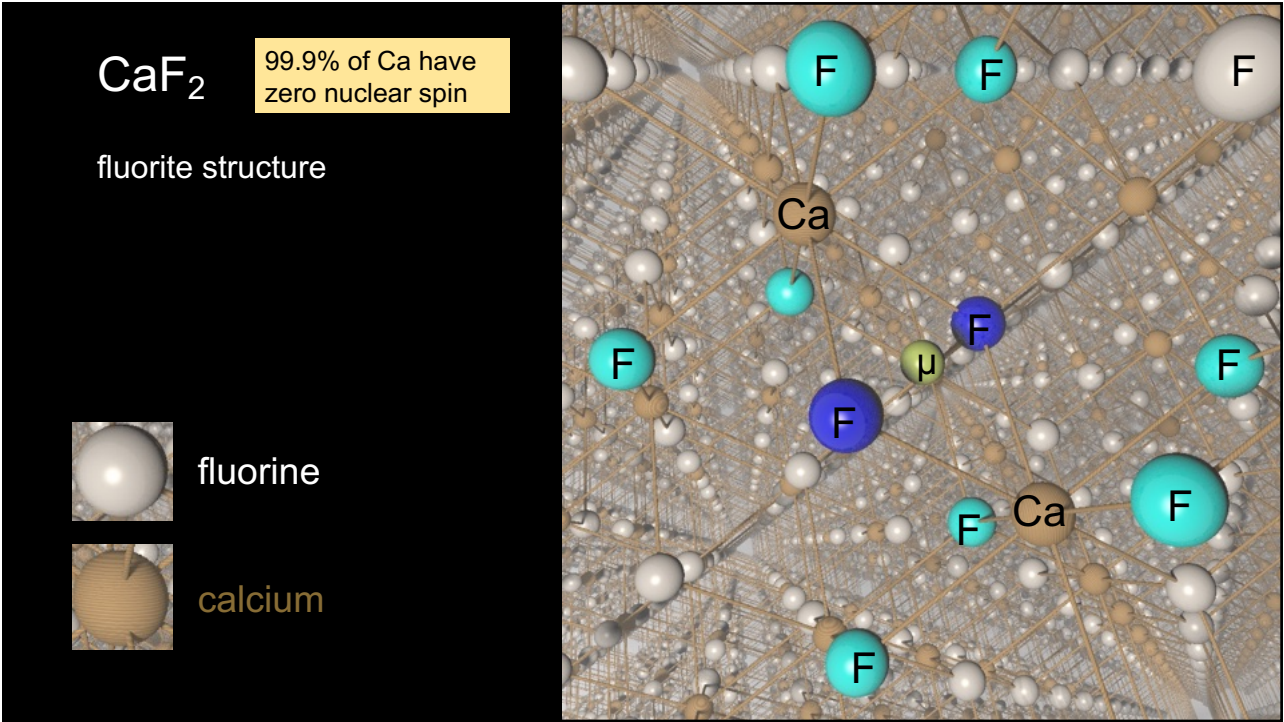 CaF₂
99.9% of Ca have
zero nuclear spin
fluorite structure
fluorine
calcium
F
F
F
Ca
F
F
μ
F
F
F
F
Ca
F
F